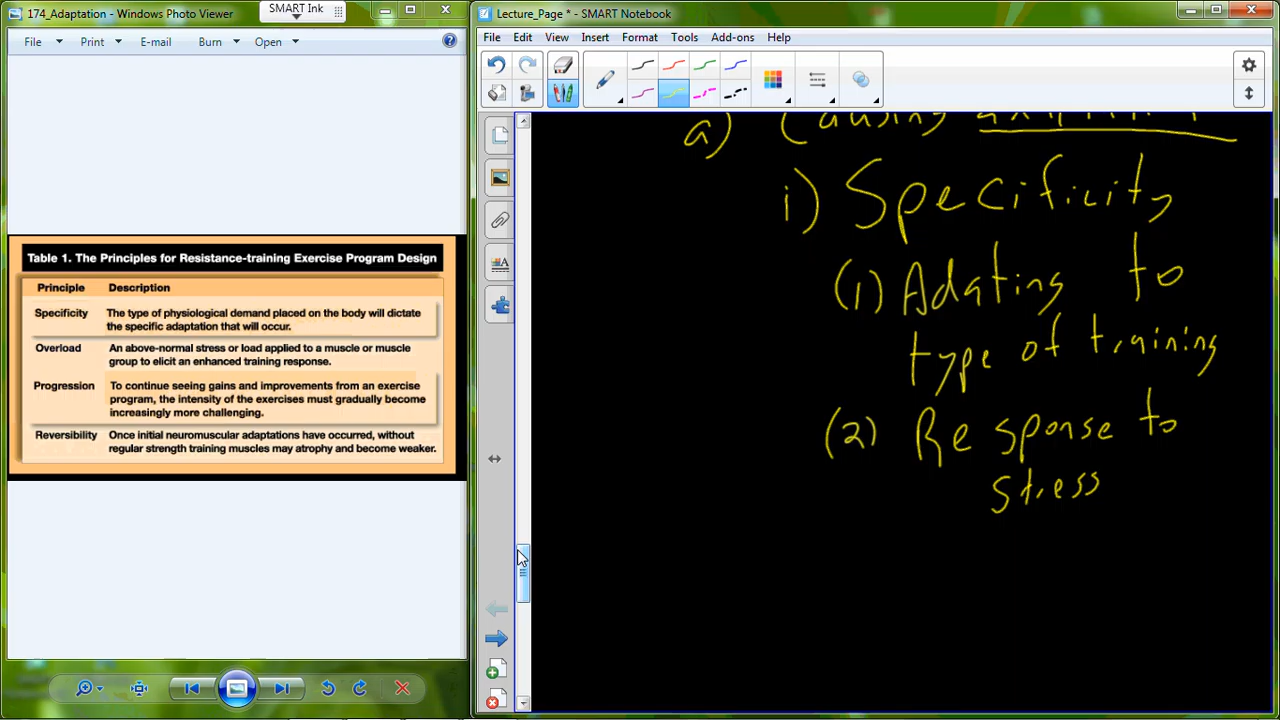 174_Adaptation - Windows Photo Viewer
SMART Ink
File Print E-mail Burn Open
Table 1. The Principles for Resistance-training Exercise Program Design
Principle Description
Specificity The type of physiological demand placed on the body will dictate
the specific adaptation that will occur.
Overload An above-normal stress or load applied to a muscle or muscle
group to elicit an enhanced training response.
Progression To continue seeing gains and improvements from an exercise
program, the intensity of the exercises must gradually become
increasingly more challenging.
Reversibility Once initial neuromuscular adaptations have occurred, without
regular strength training muscles may atrophy and become weaker.
Lecture_Page * - SMART Notebook
File Edit View Insert Format Tools Add-ons Help
a) Causing
i) Specificity
(1) Adating to
type of training
(2) Response to
stress